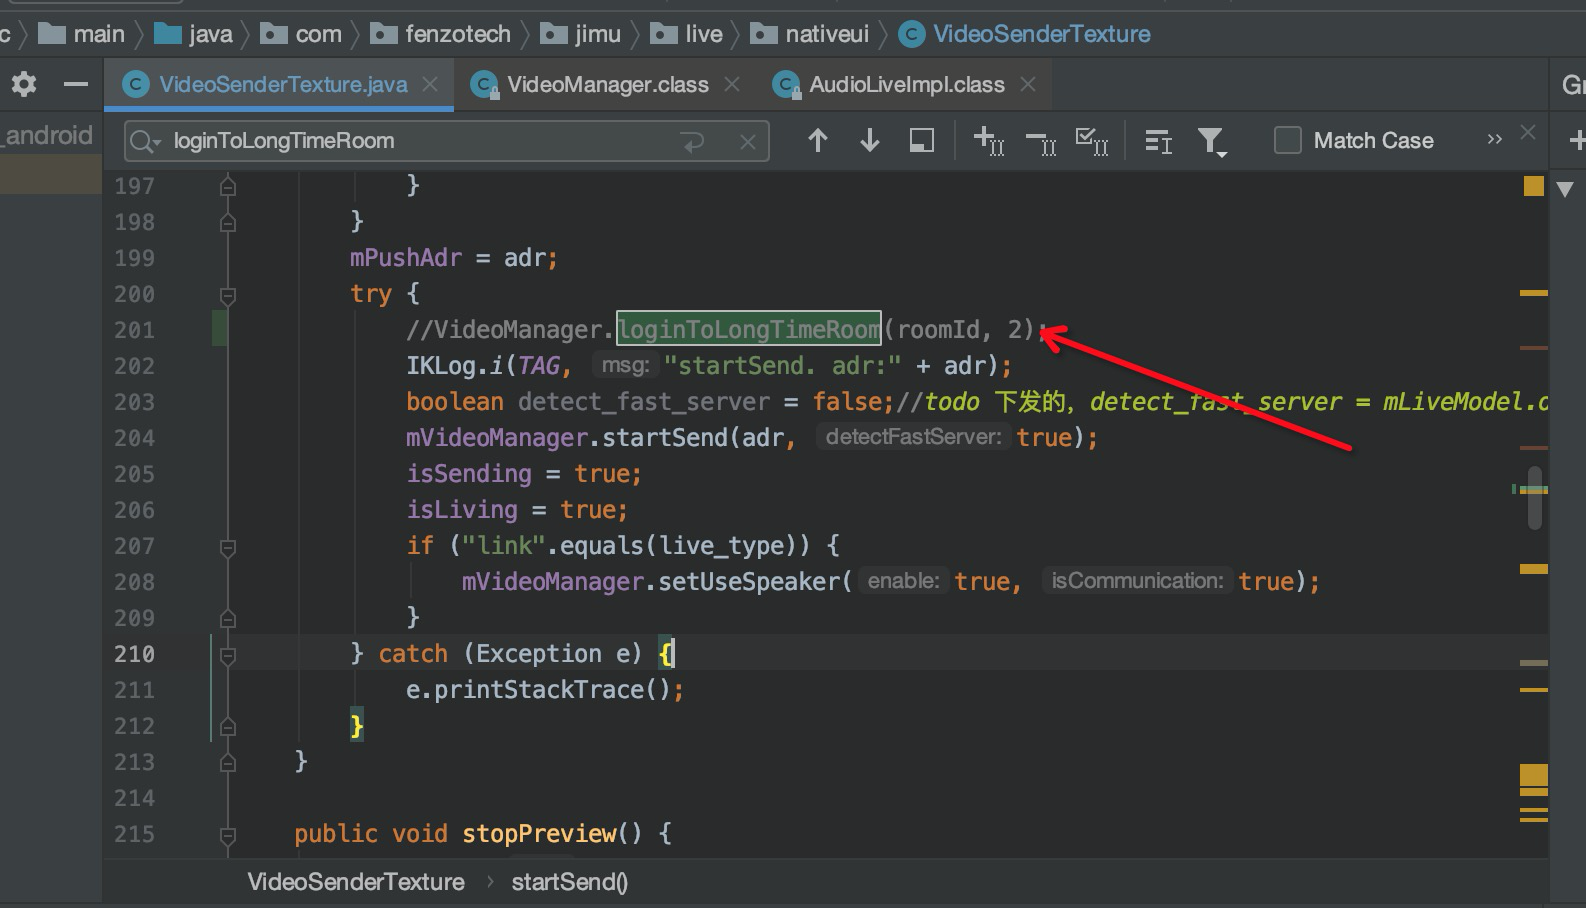 c main java com fenzotech jimu live nativeui VideoSenderTexture
VideoSenderTexture.java VideoManager.class AudioLiveImpl.class
_android
loginToLongTimeRoom Match Case
197 }
198 }
199 mPushAdr = adr;
200 try {
201 //VideoManager.loginToLongTimeRoom(roomId, 2);
202 IKLog.i(TAG, msg: "startSend. adr:" + adr);
203 boolean detect_fast_server = false;//todo 下发的，detect_fast_server = mLiveModel.
204 mVideoManager.startSend(adr, detectFastServer: true);
205 isSending = true;
206 isLiving = true;
207 if ("link".equals(live_type)) {
208 mVideoManager.setUseSpeaker( enable: true, isCommunication: true);
209 }
210 } catch (Exception e) {
211 e.printStackTrace();
212 }
213 }
214
215 public void stopPreview() {
VideoSenderTexture › startSend()